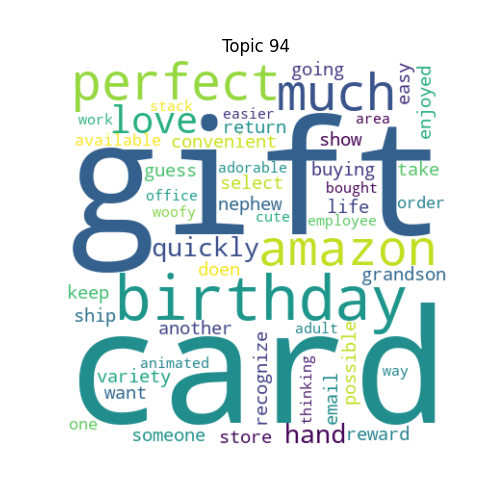 Topic 94
going
perfect
much
easy
enjoyed
stack
work
love
easier
area
return
available
convenient
show
gift
guess
adorable
buying
take
select
bought
office
nephew
life
order
woofy
cute
employee
quickly
amazon
doen
grandson
keep
birthday
ship
another
adult
recognize
possible
animated
thinking
way
variety
email
want
card
one
someone
store
hand
reward